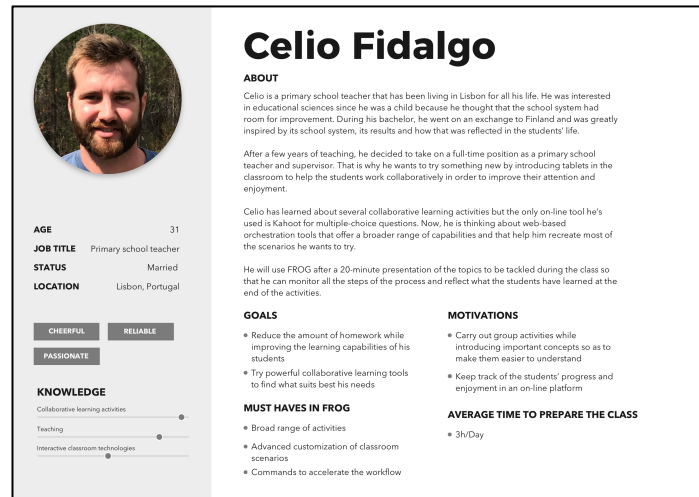 Celio Fidalgo
ABOUT
Celio is a primary school teacher that has been living in Lisbon for all his life. He was interested
in educational sciences since he was a child because he thought that the school system had
room for improvement. During his bachelor, he went on an exchange to Finland and was greatly
inspired by its school system, its results and how that was reflected in the students' life.
After a few years of teaching, he decided to take on a full-time position as a primary school
teacher and supervisor. That is why he wants to try something new by introducing tablets in the
classroom to help the students work collaboratively in order to improve their attention and
enjoyment.
Celio has learned about several collaborative learning activities but the only on-line tool he's
used is Kahoot for multiple-choice questions. Now, he is thinking about web-based
orchestration tools that offer a broader range of capabilities and that help him recreate most of
the scenarios he wants to try.
He will use FROG after a 20-minute presentation of the topics to be tackled during the class so
that he can monitor all the steps of the process and reflect what the students have learned at the
end of the activities.
AGE 31
JOB TITLE Primary school teacher
STATUS Married
LOCATION Lisbon, Portugal
CHEERFUL RELIABLE
PASSIONATE
KNOWLEDGE
Collaborative learning activities
Teaching
Interactive classroom technologies
GOALS
• Reduce the amount of homework while
improving the learning capabilities of his
students
• Try powerful collaborative learning tools
to find what suits best his needs
MUST HAVES IN FROG
• Broad range of activities
• Advanced customization of classroom
scenarios
• Commands to accelerate the workflow
MOTIVATIONS
• Carry out group activities while
introducing important concepts so as to
make them easier to understand
• Keep track of the students' progress and
enjoyment in an on-line platform
AVERAGE TIME TO PREPARE THE CLASS
• 3h/Day